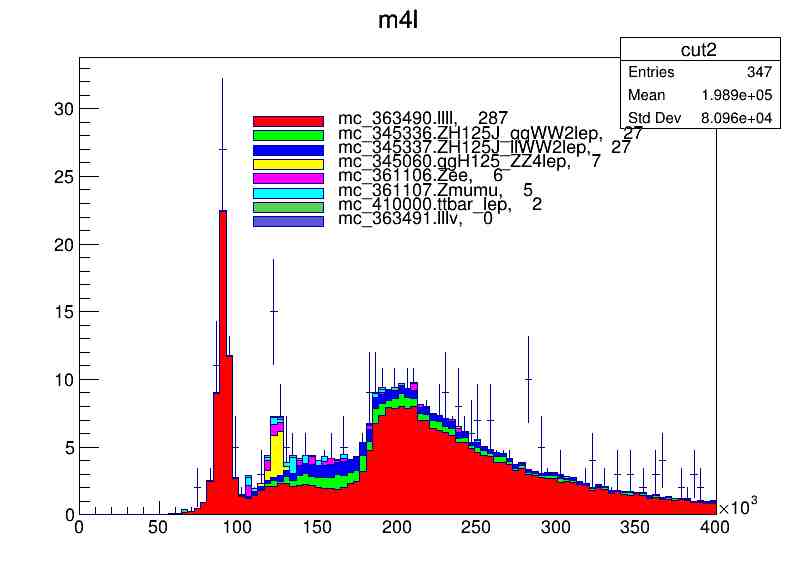 m4l
cut2
Entries 347
Mean 1.989e+05
Std Dev 8.096e+04
mc_363490.llll, 287
mc_345336.ZH125J_qqWW2lep, 27
mc_345337.ZH125J_llWW2lep, 27
mc_345060.ggH125_ZZ4lep, 7
mc_361106.Zee, 6
mc_361107.Zmumu, 5
mc_410000.ttbar_lep, 2
mc_363491.lllv, 0
30
25
20
15
10
5
0
0 50 100 150 200 250 300 350 400
×10³